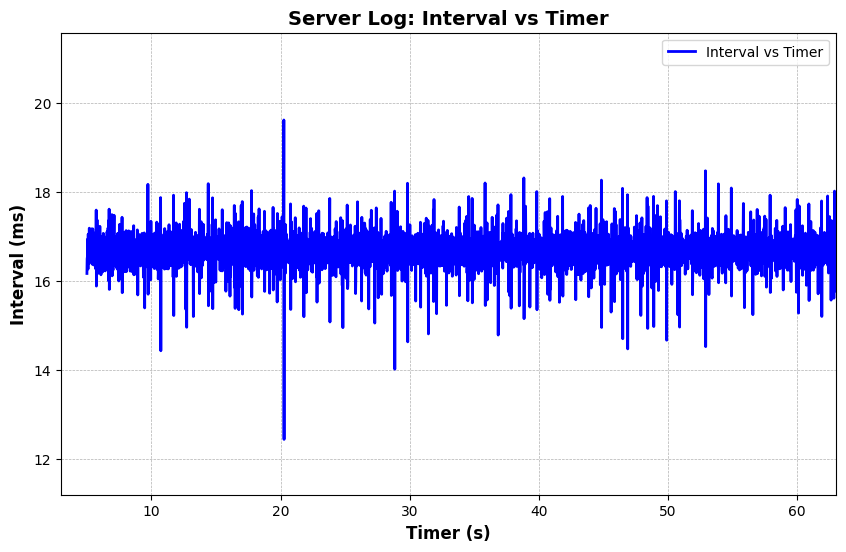 Server Log: Interval vs Timer
Interval vs Timer
Interval (ms)
20
18
16
14
12
10 20 30 40 50 60
Timer (s)